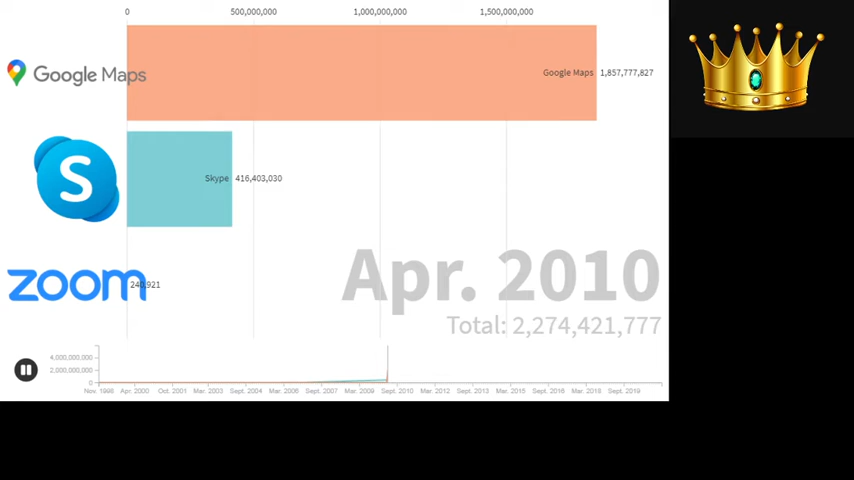 0 500,000,000 1,000,000,000 1,500,000,000
Google Maps
Google Maps 1,857,777,827
S
Skype 416,403,030
zoom
240,921
Apr. 2010
Total: 2,274,421,777
4,000,000,000
2,000,000,000
0
Nov. 1998 Apr. 2000 Oct. 2001 Mar. 2003 Sept. 2004 Mar. 2006 Sept. 2007 Mar. 2009 Sept. 2010 Mar. 2012 Sept. 2013 Mar. 2015 Sept. 2016 Mar. 2018 Sept. 2019